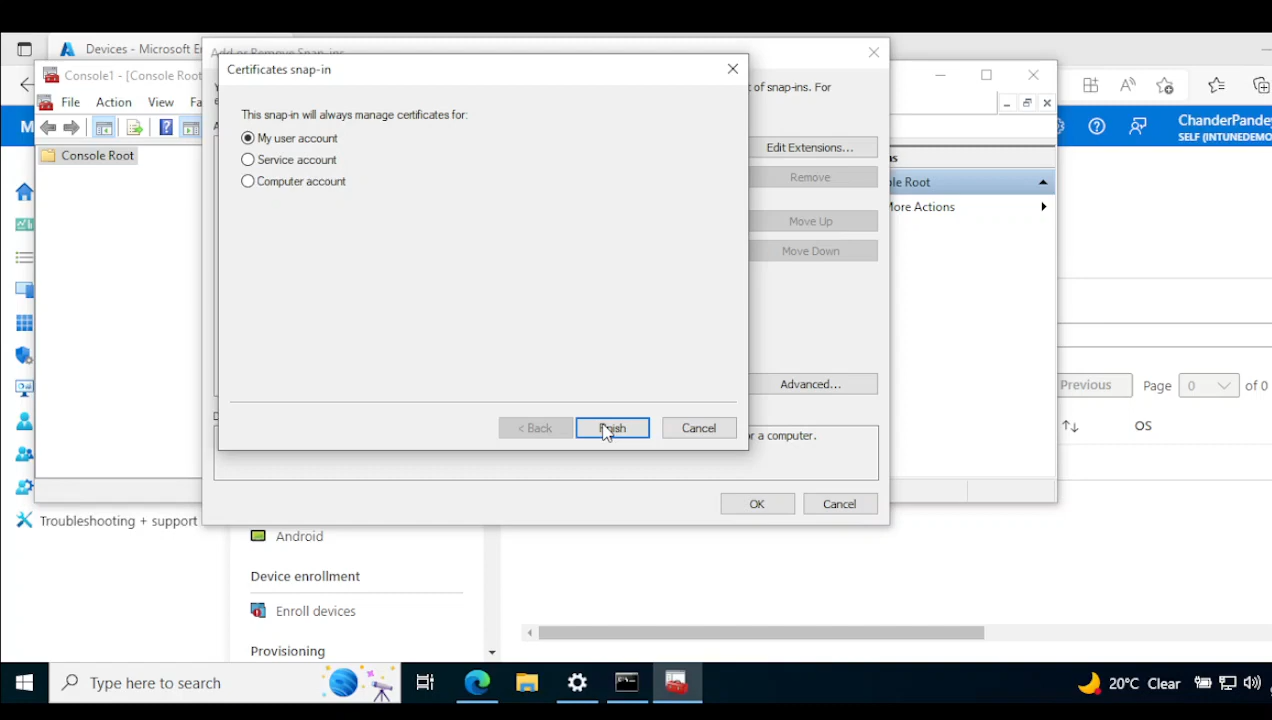 Devices - Microsoft E
Add or Remove Snap-ins
Console1 - [Console Root
File Action View Fa
Certificates snap-in
This snap-in will always manage certificates for:
My user account
Service account
Computer account
< Back
Finish
Cancel
t of snap-ins. For
Edit Extensions...
Remove
Move Up
Move Down
Advanced...
or a computer.
OK
Cancel
Console Root
ns
le Root
More Actions
M
ChanderPandey
SELF (INTUNEDEMO
Previous
Page 0 of 0
OS
Troubleshooting + support
Android
Device enrollment
Enroll devices
Provisioning
Type here to search
20°C Clear